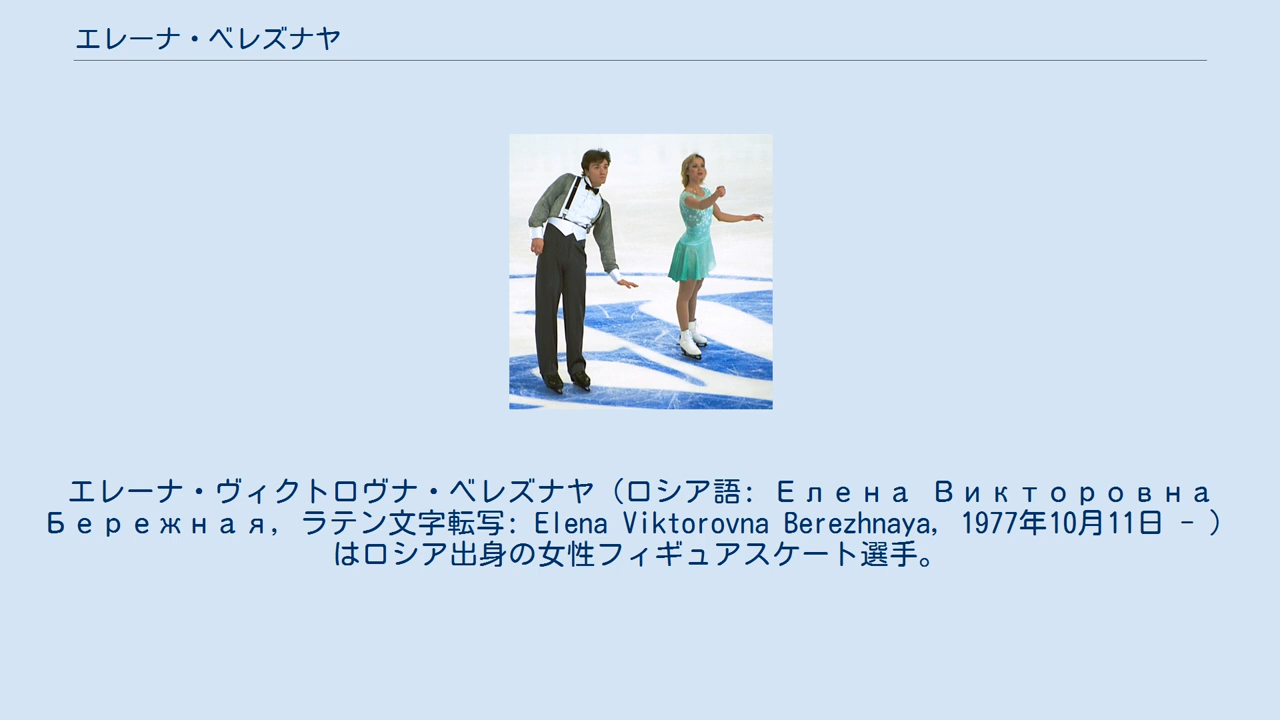 エレーナ・ベレズナヤ
エレーナ・ヴィクトロヴナ・ベレズナヤ（ロシア語: Елена Викторовна
Бережная, ラテン文字転写: Elena Viktorovna Berezhnaya, 1977年10月11日 - ）
はロシア出身の女性フィギュアスケート選手。